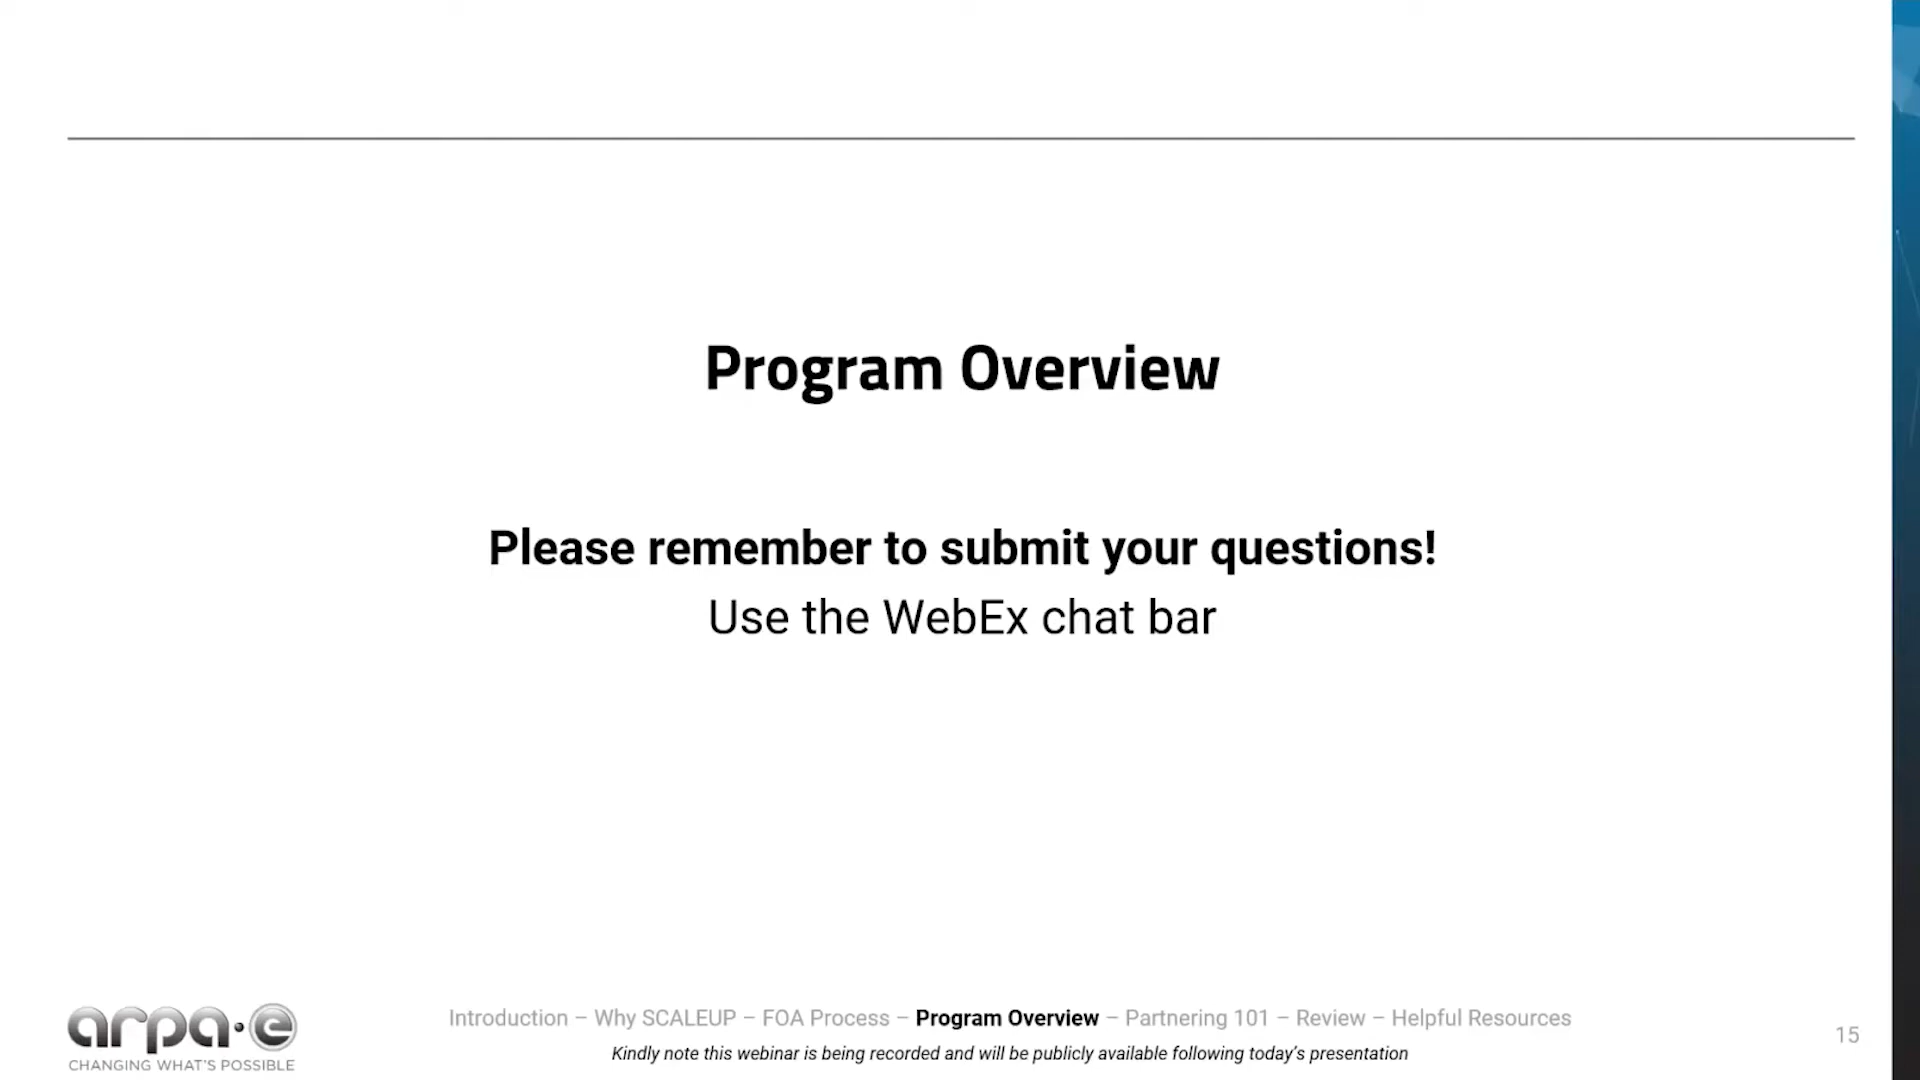 Program Overview
Please remember to submit your questions!
Use the WebEx chat bar
arpa·e
CHANGING WHAT'S POSSIBLE
Introduction – Why SCALEUP – FOA Process – Program Overview – Partnering 101 – Review – Helpful Resources
Kindly note this webinar is being recorded and will be publicly available following today's presentation
15